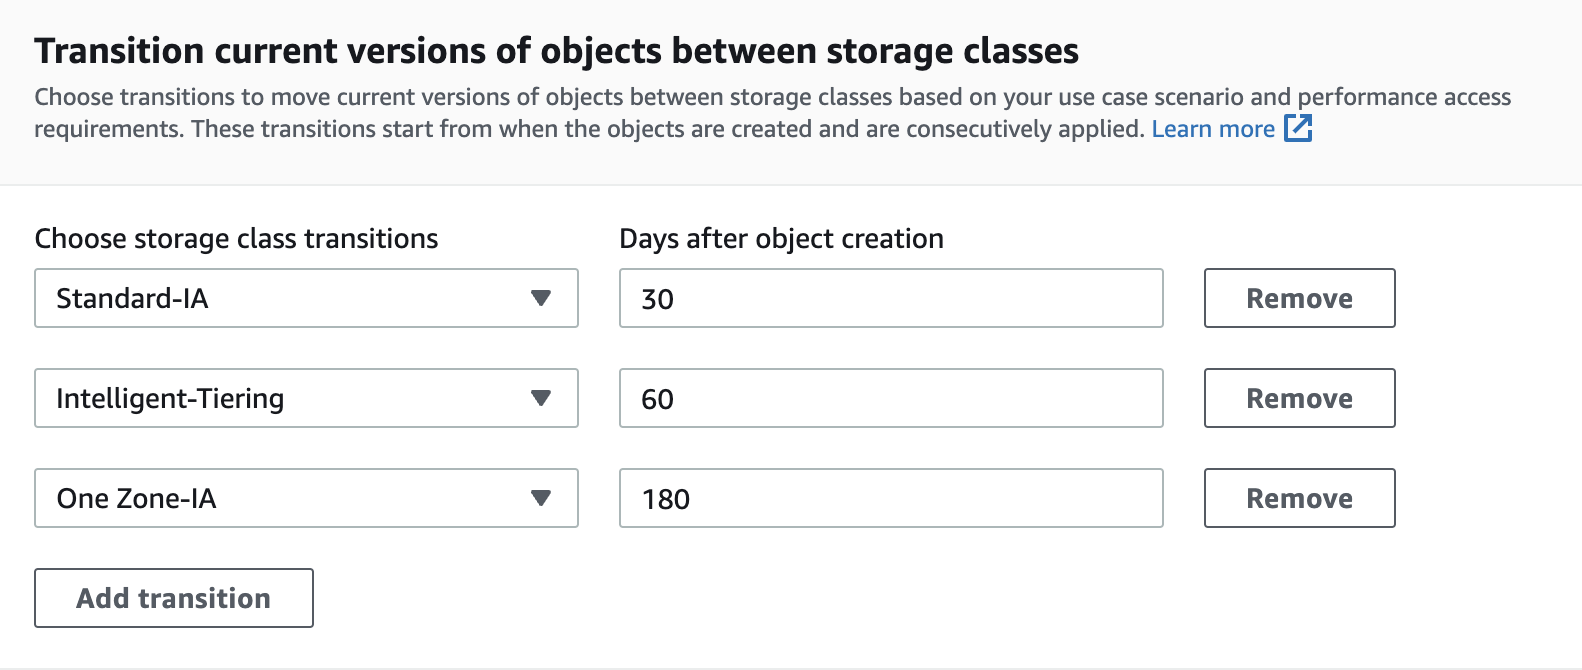 Transition current versions of objects between storage classes
Choose transitions to move current versions of objects between storage classes based on your use case scenario and performance access
requirements. These transitions start from when the objects are created and are consecutively applied. Learn more
Choose storage class transitions Days after object creation
Standard-IA 30 Remove
Intelligent-Tiering 60 Remove
One Zone-IA 180 Remove
Add transition